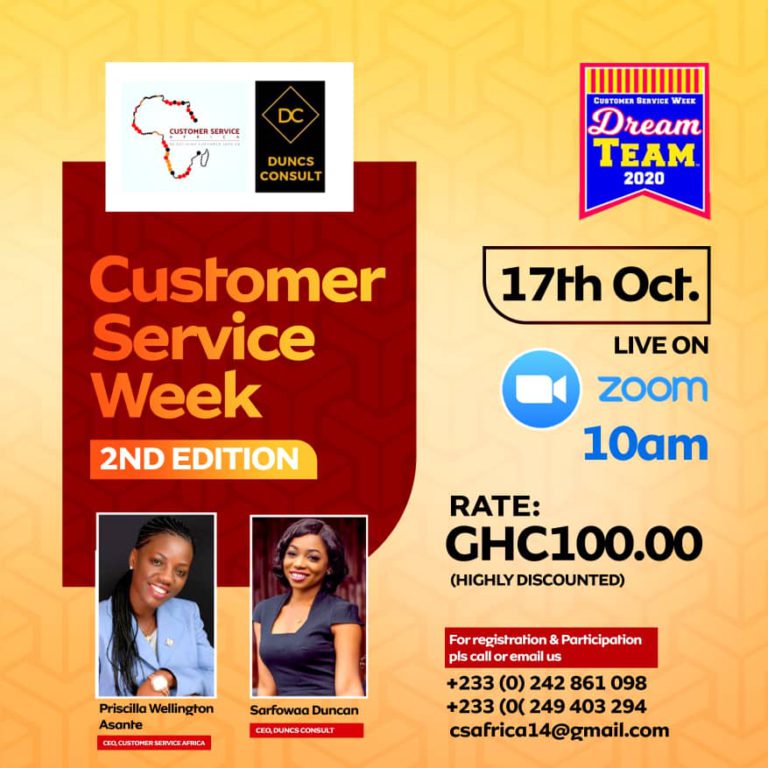 CUSTOMER SERVICE
AFRICA
DC
DUNCS
CONSULT
CUSTOMER SERVICE WEEK
Dream
TEAM
2020
Customer
Service
Week
2ND EDITION
17th Oct.
LIVE ON
zoom
10am
RATE:
GHC100.00
(HIGHLY DISCOUNTED)
Priscilla Wellington
Asante
CEO, CUSTOMER SERVICE AFRICA
Sarfowaa Duncan
CEO, DUNCS CONSULT
For registration & Participation
pls call or email us
+233 (0) 242 861 098
+233 (0( 249 403 294
csafrica14@gmail.com